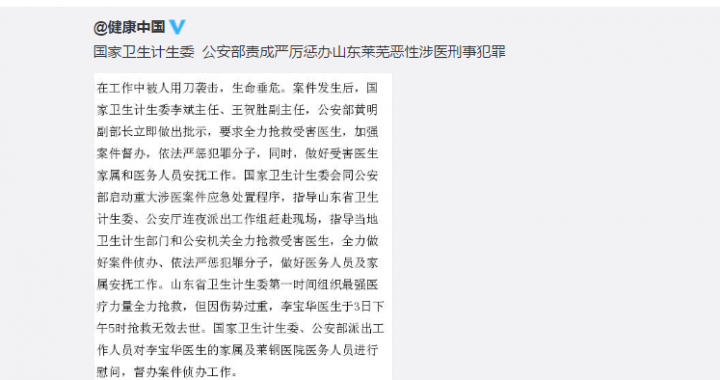 @健康中国
国家卫生计生委 公安部责成严厉惩办山东莱芜恶性涉医刑事犯罪
在工作中被人用刀袭击，生命垂危。案件发生后，国
家卫生计生委李斌主任、王贺胜副主任，公安部黄明
副部长立即做出批示，要求全力抢救受害医生，加强
案件督办，依法严惩犯罪分子，同时，做好受害医生
家属和医务人员安抚工作。国家卫生计生委会同公安
部启动重大涉医案件应急处置程序，指导山东省卫生
计生委、公安厅连夜派出工作组赶赴现场，指导当地
卫生计生部门和公安机关全力抢救受害医生，全力做
好案件侦办、依法严惩犯罪分子，做好医务人员及家
属安抚工作。山东省卫生计生委第一时间组织最强医
疗力量全力抢救，但因伤势过重，李宝华医生于3日下
午5时抢救无效去世。国家卫生计生委、公安部派出工
作人员对李宝华医生的家属及莱钢医院医务人员进行
慰问，督办案件侦办工作。